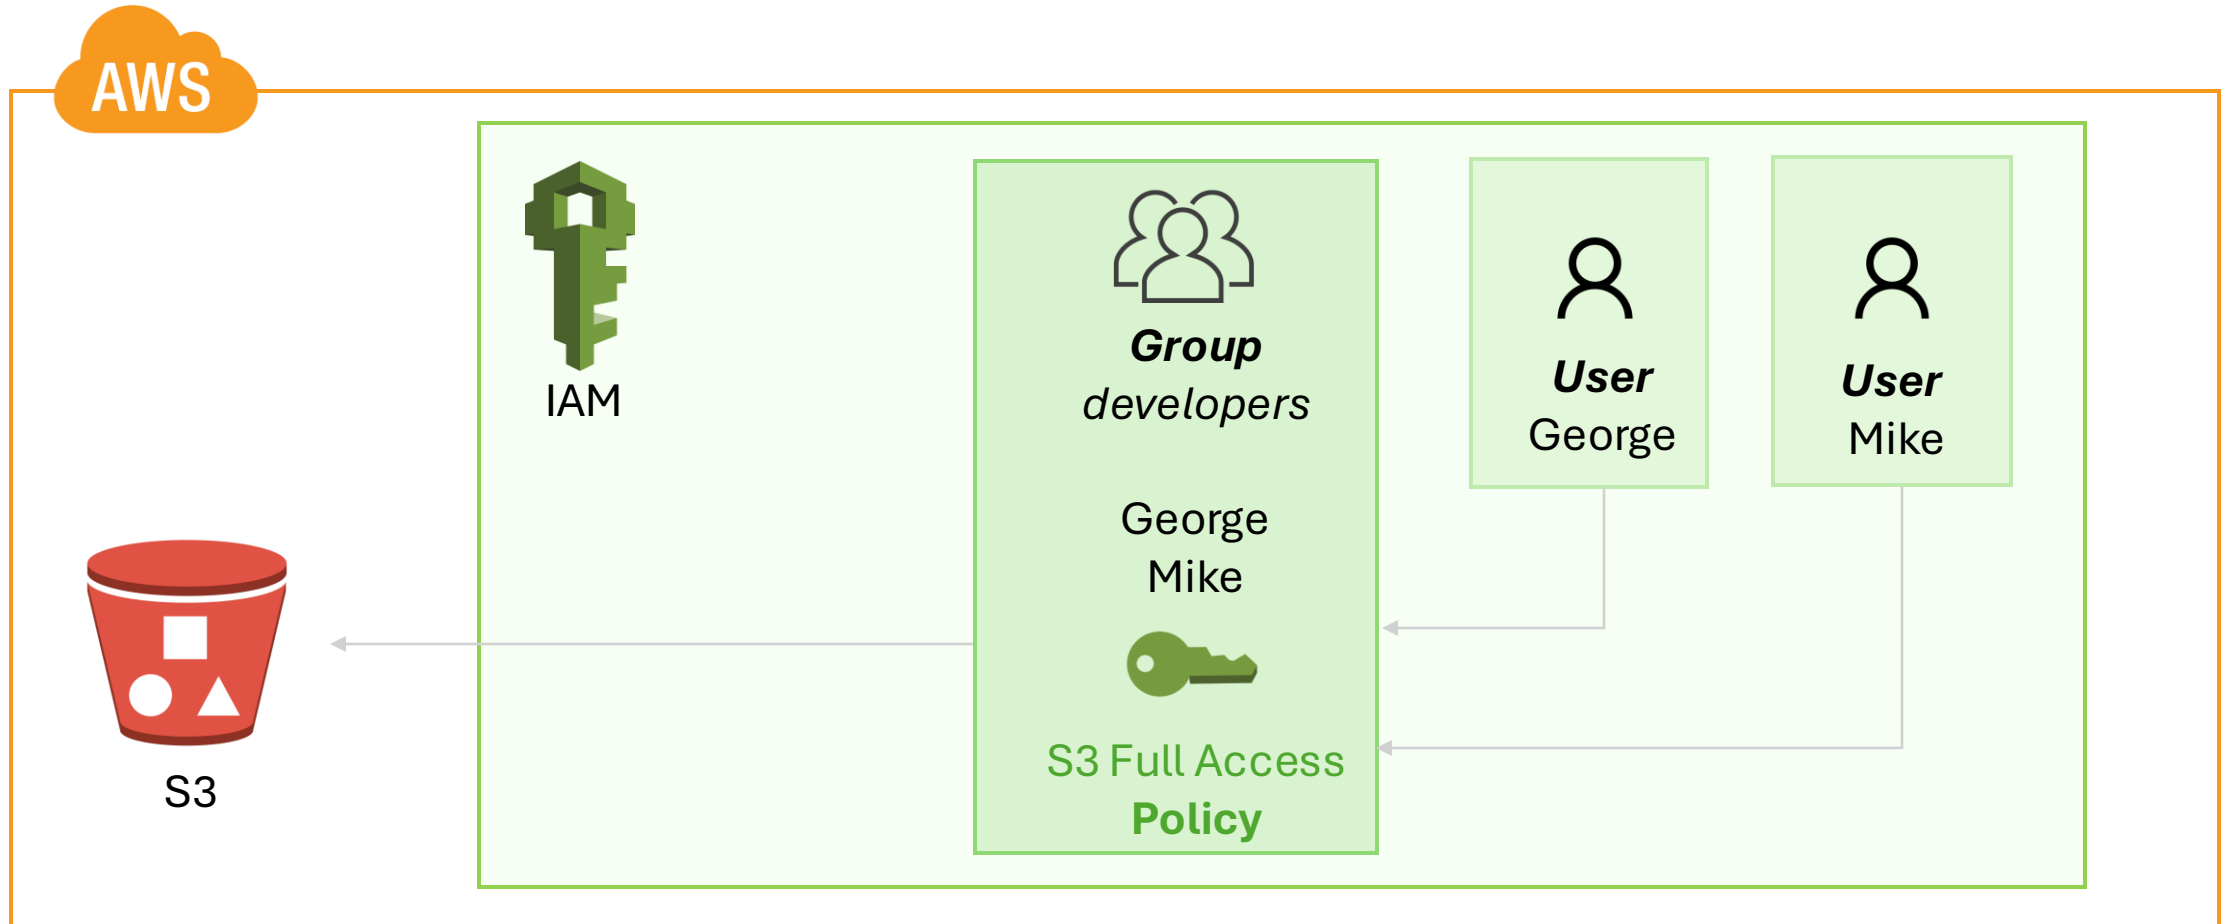 AWS
IAM
Group
developers
George
Mike
S3 Full Access
Policy
User
George
User
Mike
S3